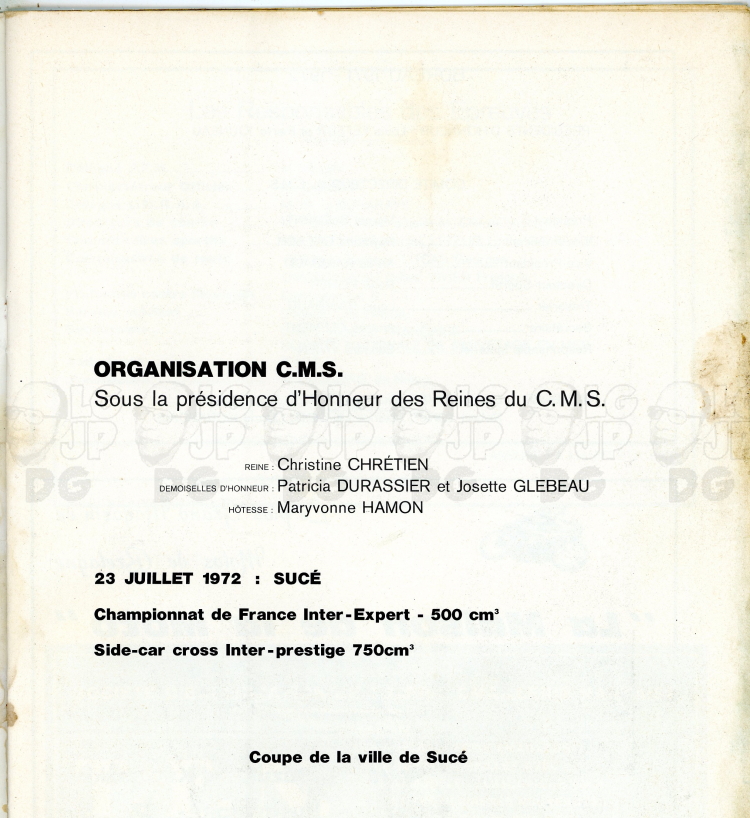 ORGANISATION C.M.S.
Sous la présidence d'Honneur des Reines du C.M.S.
REINE : Christine CHRÉTIEN
DEMOISELLES D'HONNEUR : Patricia DURASSIER et Josette GLEBEAU
HÔTESSE : Maryvonne HAMON
23 JUILLET 1972 : SUCÉ
Championnat de France Inter-Expert - 500 cm³
Side-car cross Inter-prestige 750cm³
Coupe de la ville de Sucé